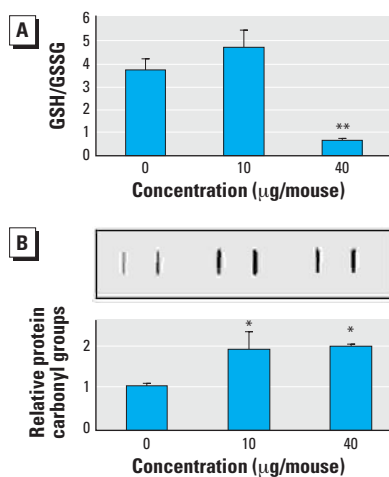 A
6
5
4
3
2
1
0
GSH/GSSG
**
0 10 40
Concentration (μg/mouse)
B
Relative protein
carbonyl groups
2
1
0
* *
0 10 40
Concentration (μg/mouse)